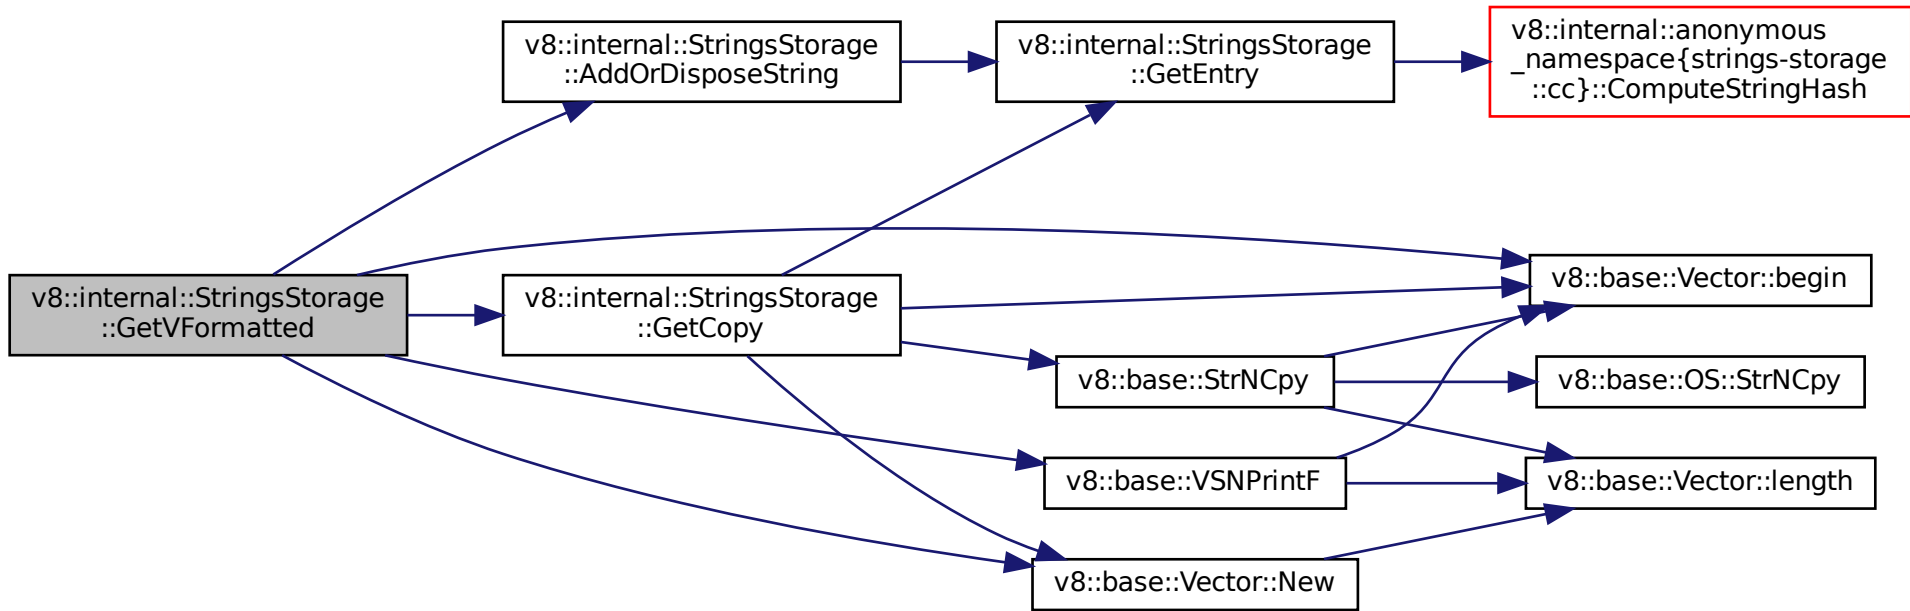 v8::internal::StringsStorage
::AddOrDisposeString
v8::internal::StringsStorage
::GetEntry
v8::internal::anonymous
_namespace{strings-storage
::cc}::ComputeStringHash
v8::internal::StringsStorage
::GetVFormatted
v8::internal::StringsStorage
::GetCopy
v8::base::Vector::begin
v8::base::StrNCpy
v8::base::OS::StrNCpy
v8::base::VSNPrintF
v8::base::Vector::length
v8::base::Vector::New